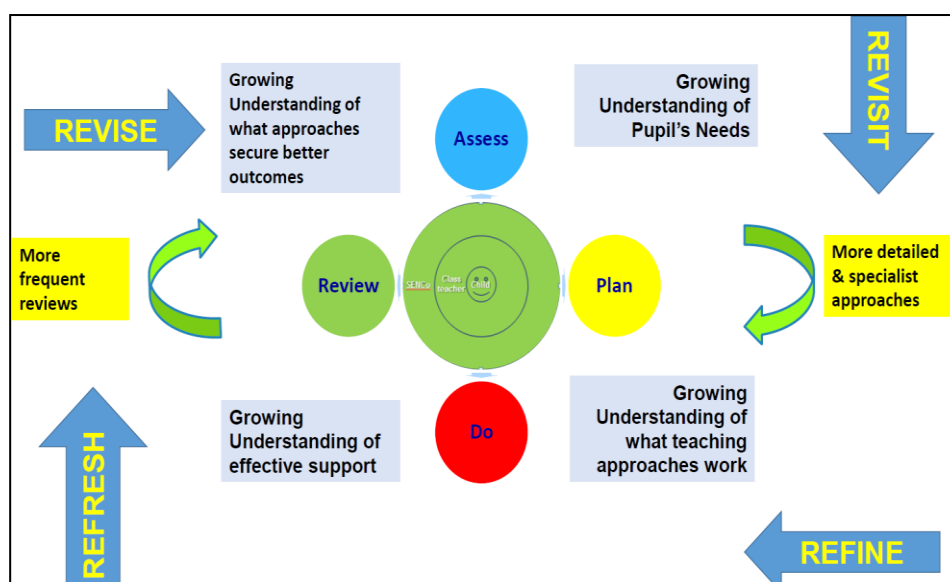 Growing
Understanding of
what approaches
secure better
outcomes
Growing
Understanding of
Pupil's Needs
REVISIT
REVISE
Assess
More
frequent
reviews
Review
SENCo
Class
teacher
Child
Plan
More detailed
& specialist
approaches
Growing
Understanding of
effective support
Do
Growing
Understanding of
what teaching
approaches work
REFRESH
REFINE